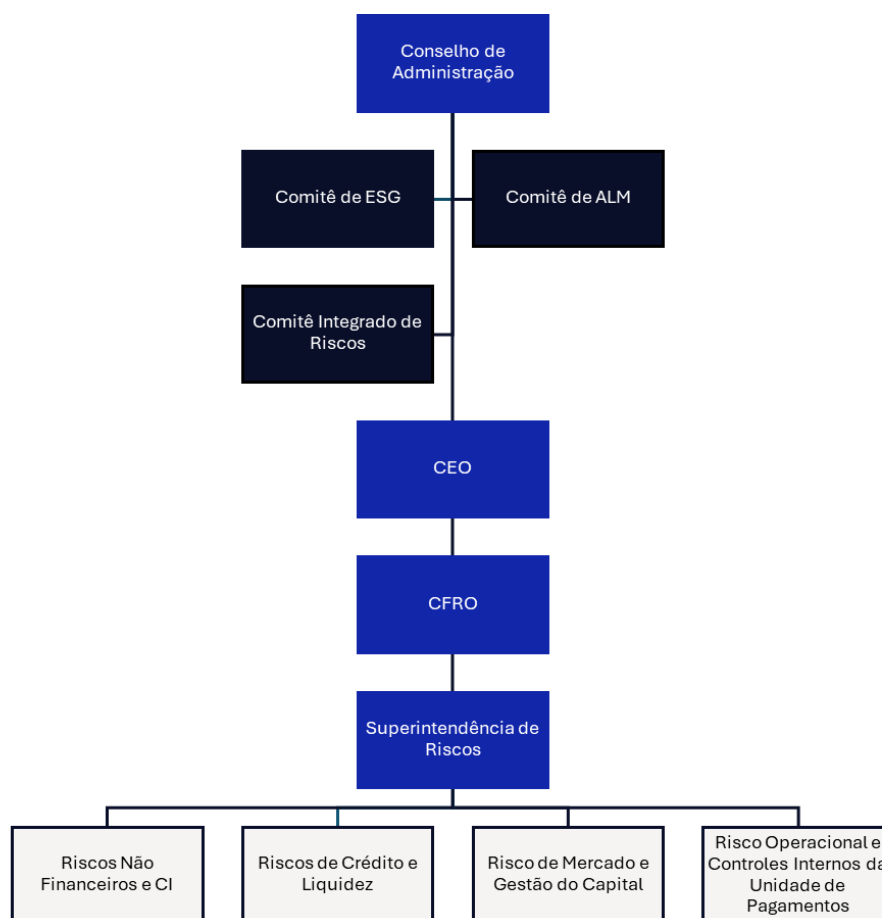 Conselho de
Administração
Comitê de ESG
Comitê de ALM
Comitê Integrado de
Riscos
CEO
CFRO
Superintendência de
Riscos
Riscos Não
Financeiros e CI
Riscos de Crédito e
Liquidez
Risco de Mercado e
Gestão do Capital
Risco Operacional e
Controles Internos da
Unidade de
Pagamentos